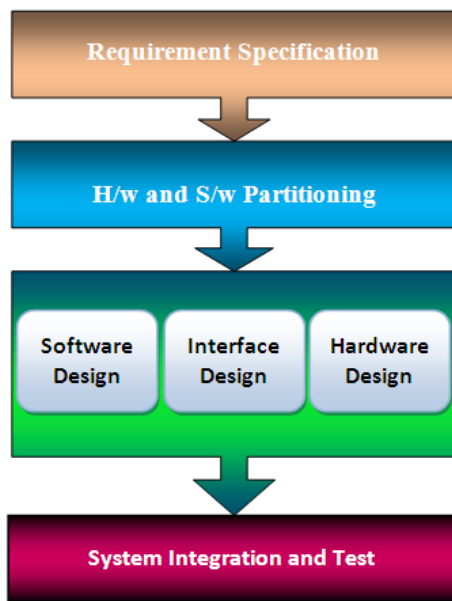 Requirement Specification
H/w and S/w Partitioning
Software
Design
Interface
Design
Hardware
Design
System Integration and Test